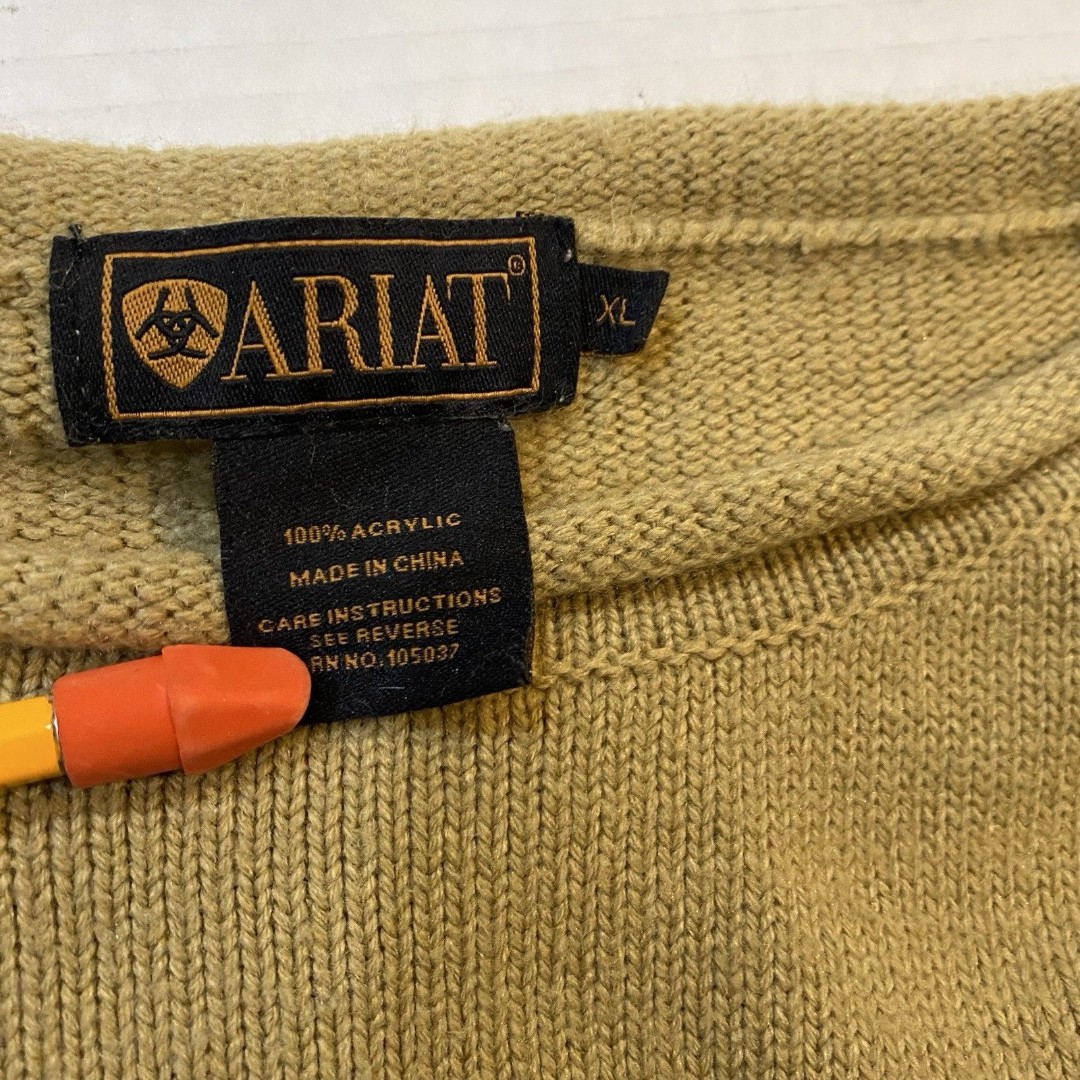 ARIAT®
XL
100% ACRYLIC
MADE IN CHINA
CARE INSTRUCTIONS
SEE REVERSE
RN NO. 105037